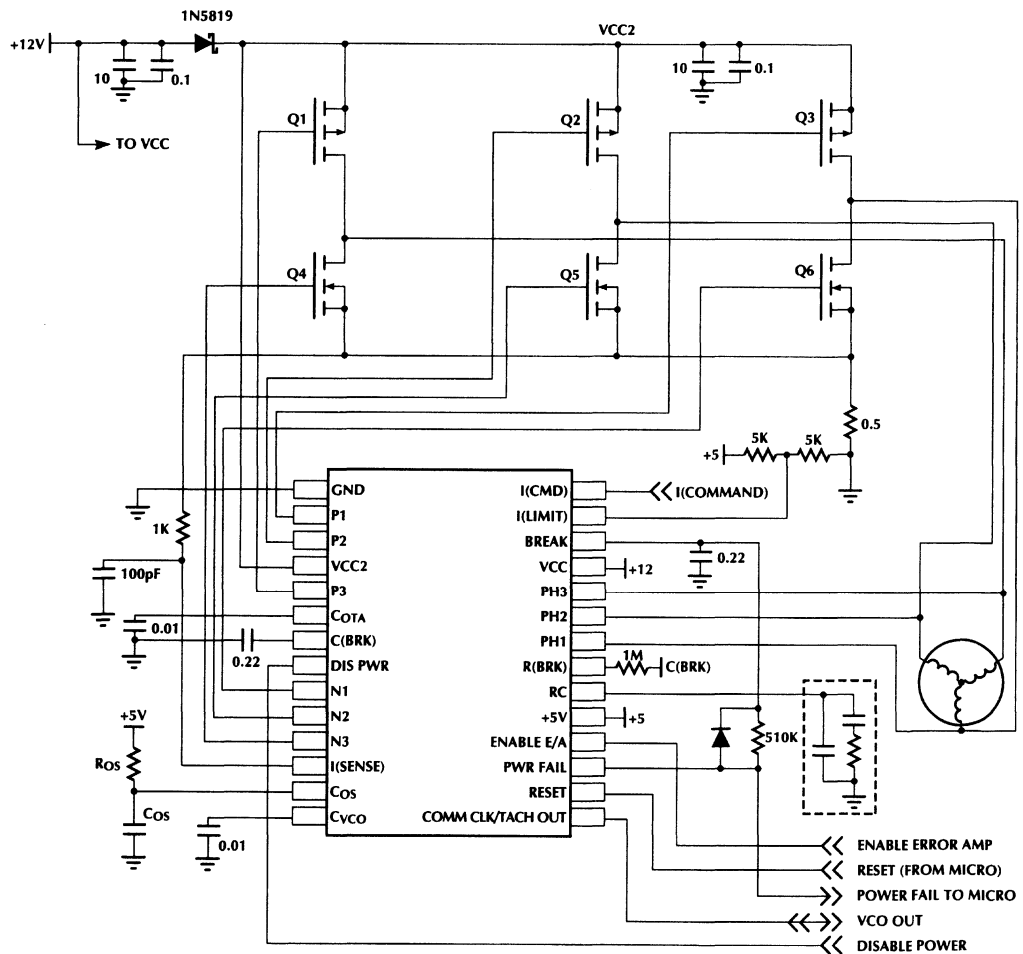 1N5819
+12V
VCC2
10
0.1
10
0.1
TO VCC
Q1
Q2
Q3
Q4
Q5
Q6
0.5
5K
5K
+5
GND
P1
P2
VCC2
P3
COTA
C(BRK)
DIS PWR
N1
N2
N3
I(SENSE)
COS
CVCO
I(CMD)
I(LIMIT)
BREAK
VCC
PH3
PH2
PH1
R(BRK)
RC
+5V
ENABLE E/A
PWR FAIL
RESET
COMM CLK/TACH OUT
I(COMMAND)
1K
100pF
0.01
0.22
+5V
ROS
COS
0.01
0.22
+12
1M
C(BRK)
+5
510K
ENABLE ERROR AMP
RESET (FROM MICRO)
POWER FAIL TO MICRO
VCO OUT
DISABLE POWER